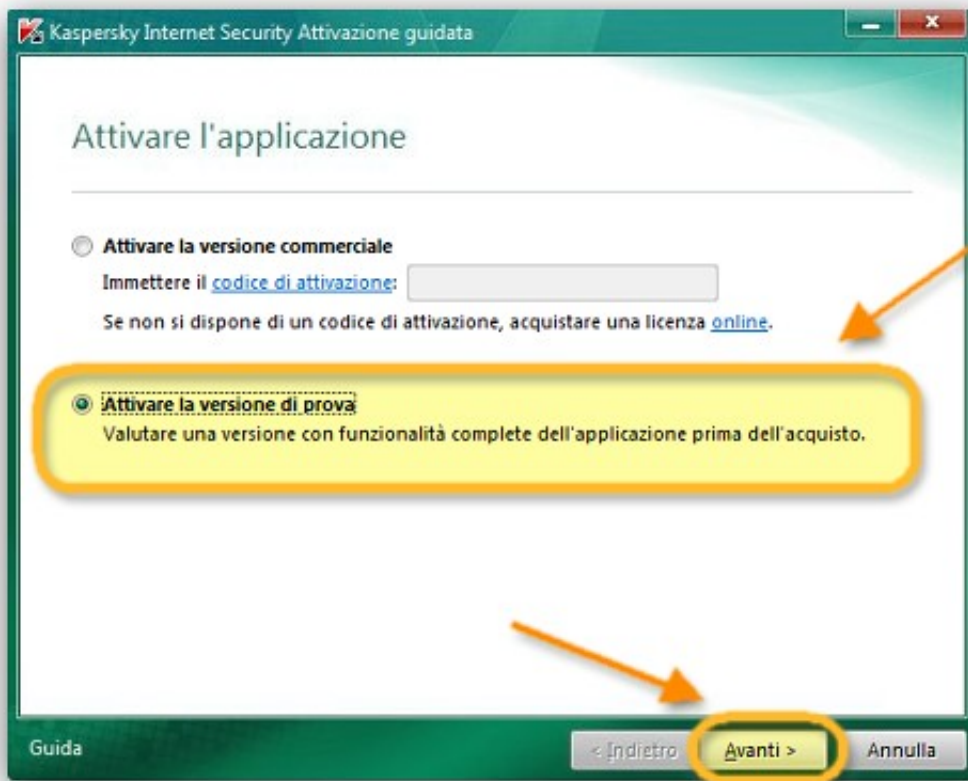 Kaspersky Internet Security Attivazione guidata
Attivare l'applicazione
Attivare la versione commerciale
Immettere il codice di attivazione:
Se non si dispone di un codice di attivazione, acquistare una licenza online.
Attivare la versione di prova
Valutare una versione con funzionalità complete dell'applicazione prima dell'acquisto.
Guida
< Indietro
Avanti >
Annulla